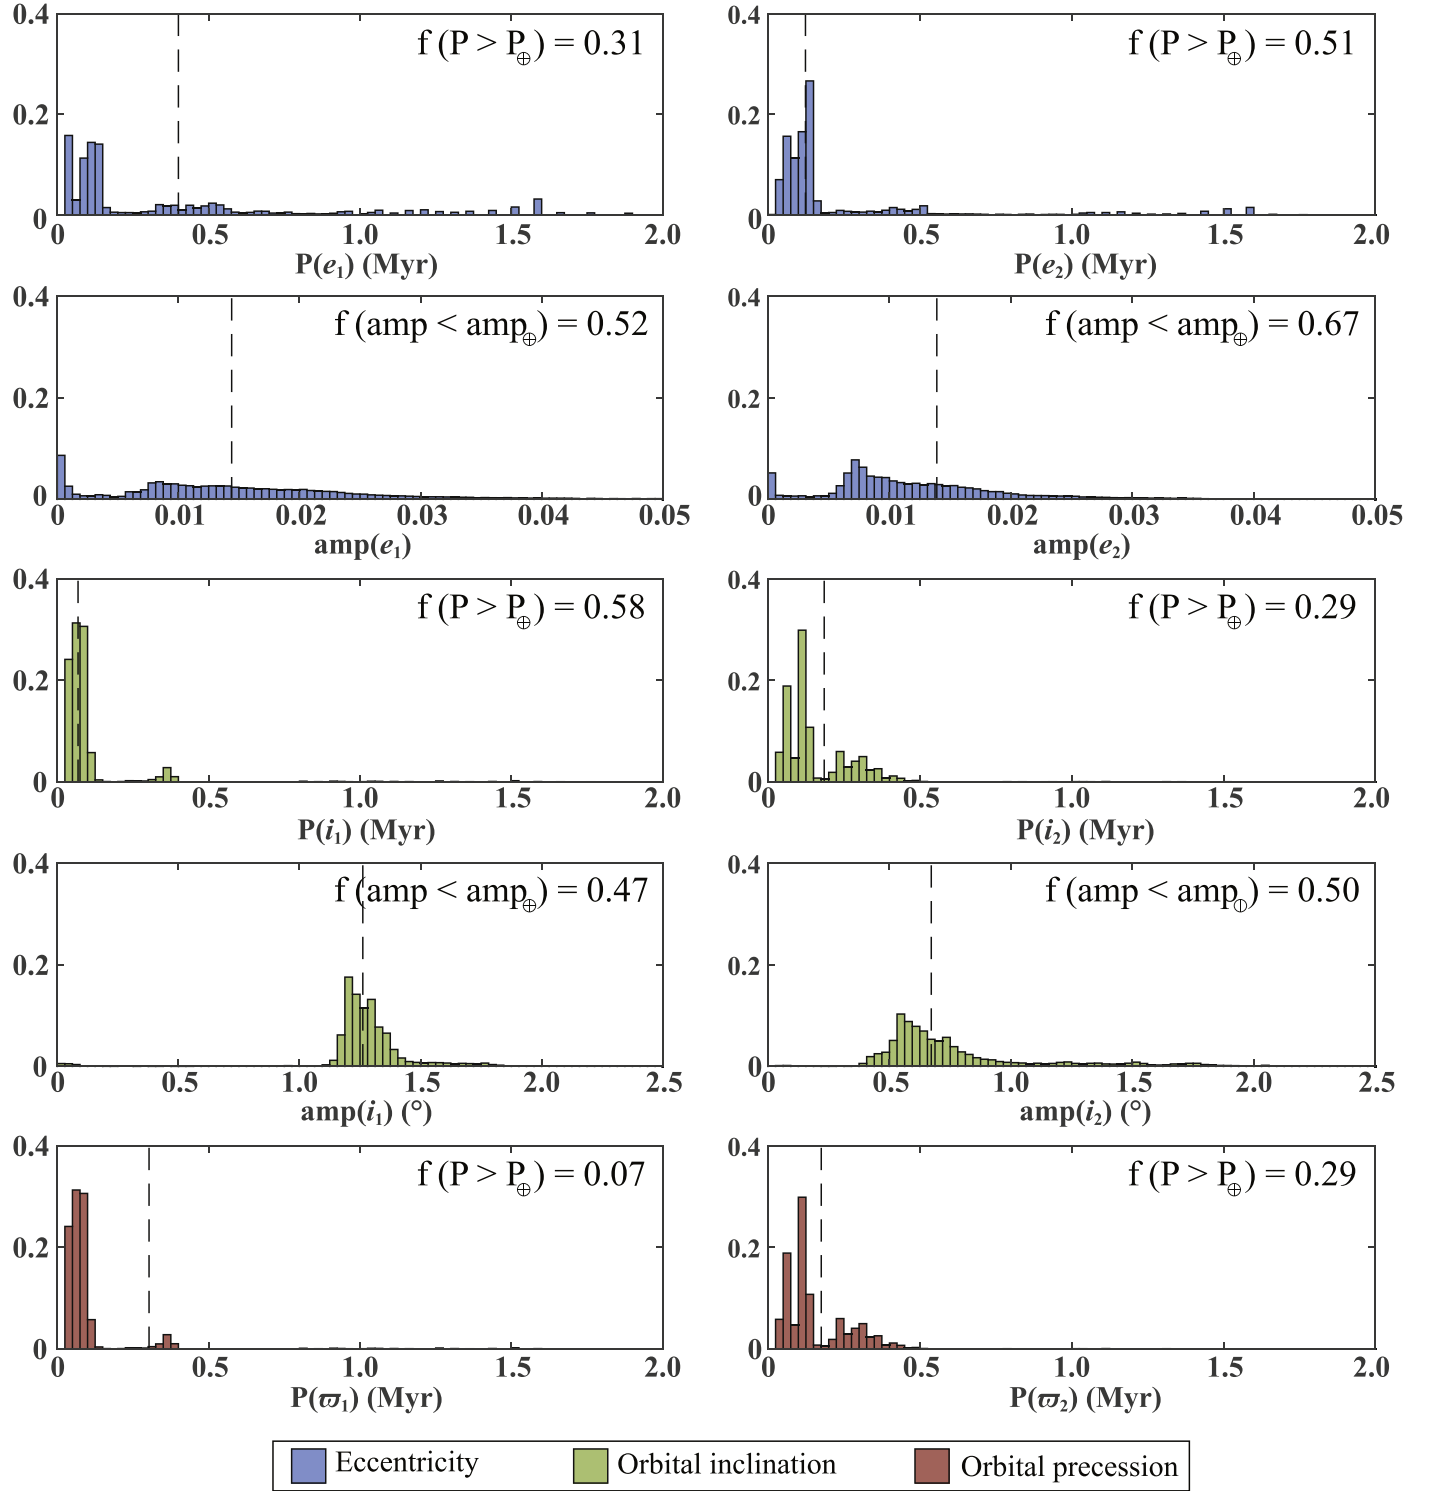 0.4
0.2
0
f (P > P⊕) = 0.31
0 0.5 1.0 1.5 2.0
P(e₁) (Myr)
0.4
0.2
0
f (P > P⊕) = 0.51
0 0.5 1.0 1.5 2.0
P(e₂) (Myr)
0.4
0.2
0
f (amp < amp⊕) = 0.52
0 0.01 0.02 0.03 0.04 0.05
amp(e₁)
0.4
0.2
0
f (amp < amp⊕) = 0.67
0 0.01 0.02 0.03 0.04 0.05
amp(e₂)
0.4
0.2
0
f (P > P⊕) = 0.58
0 0.5 1.0 1.5 2.0
P(i₁) (Myr)
0.4
0.2
0
f (P > P⊕) = 0.29
0 0.5 1.0 1.5 2.0
P(i₂) (Myr)
0.4
0.2
0
f (amp < amp⊕) = 0.47
0 0.5 1.0 1.5 2.0 2.5
amp(i₁) (°)
0.4
0.2
0
f (amp < amp⦶) = 0.50
0 0.5 1.0 1.5 2.0 2.5
amp(i₂) (°)
0.4
0.2
0
f (P > P⊕) = 0.07
0 0.5 1.0 1.5 2.0
P(ϖ₁) (Myr)
0.4
0.2
0
f (P > P⊕) = 0.29
0 0.5 1.0 1.5 2.0
P(ϖ₂) (Myr)
Eccentricity
Orbital inclination
Orbital precession